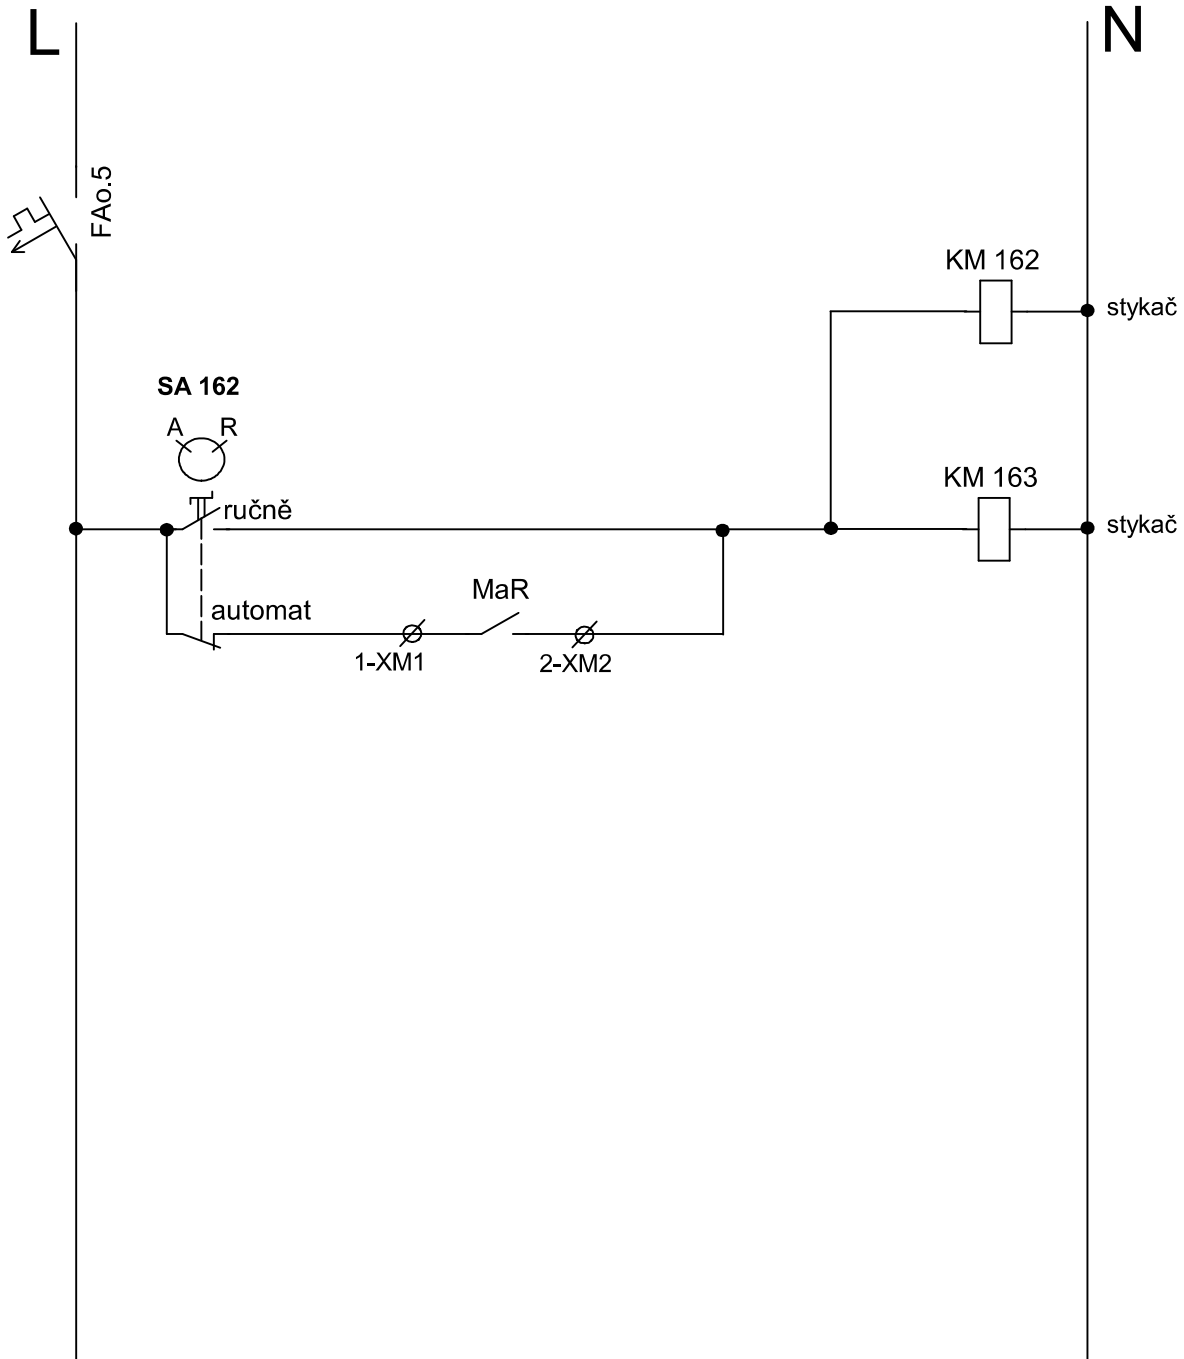 L
N
FAo.5
KM 162
stykač
SA 162
A R
KM 163
ručně
stykač
MaR
automat
1-XM1
2-XM2